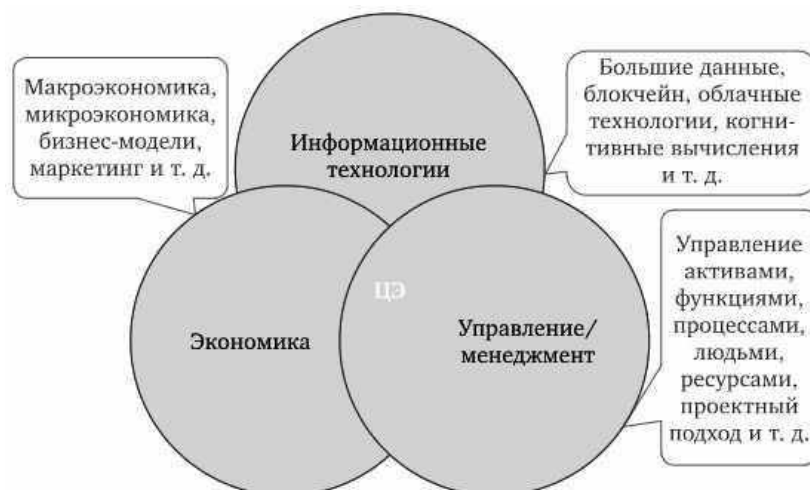 Макроэкономика,
микроэкономика,
бизнес-модели,
маркетинг и т. д.
Информационные
технологии
Большие данные,
блокчейн, облачные
технологии, когни-
тивные вычисления
и т. д.
Экономика
ЦЭ
Управление/
менеджмент
Управление
активами,
функциями,
процессами,
людьми,
ресурсами,
проектный
подход и т. д.